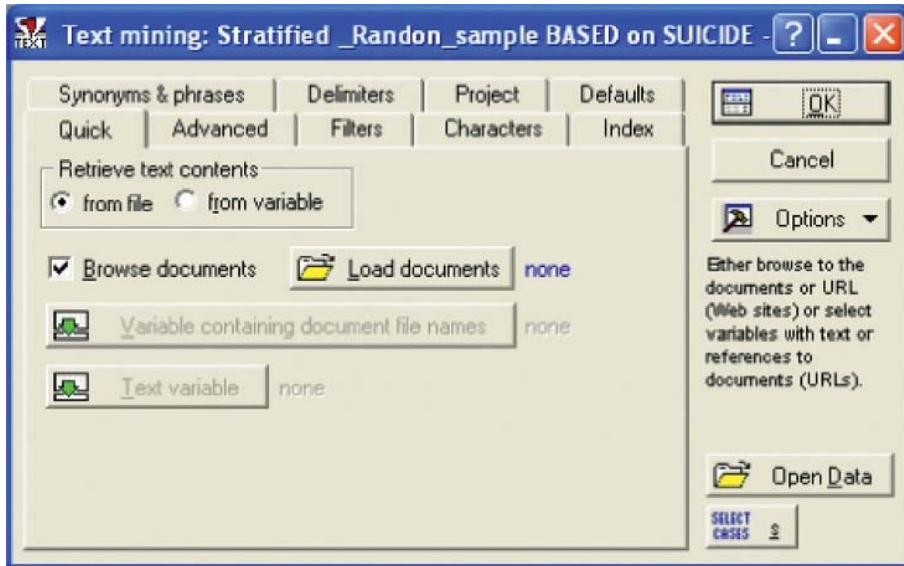 TEXT
Text mining: Stratified _Randon_sample BASED on SUICIDE -
Synonyms & phrases Delimiters Project Defaults
Quick Advanced Filters Characters Index
Retrieve text contents
from file from variable
Browse documents Load documents none
Variable containing document file names none
Text variable none
OK
Cancel
Options
Either browse to the
documents or URL
(Web sites) or select
variables with text or
references to
documents (URLs).
Open Data
SELECT
CASES S